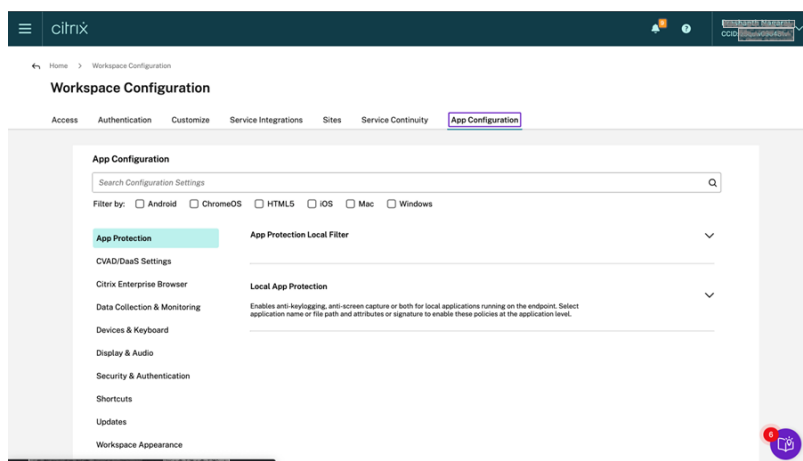 citrix
8
?
CCID:
Home > Workspace Configuration
Workspace Configuration
Access Authentication Customize Service Integrations Sites Service Continuity App Configuration
App Configuration
Search Configuration Settings
Filter by: Android ChromeOS HTML5 iOS Mac Windows
App Protection
App Protection Local Filter
CVAD/DaaS Settings
Citrix Enterprise Browser
Local App Protection
Data Collection & Monitoring
Enables anti-keylogging, anti-screen capture or both for local applications running on the endpoint. Select
application name or file path and attributes or signature to enable these policies at the application level.
Devices & Keyboard
Display & Audio
Security & Authentication
Shortcuts
Updates
Workspace Appearance
6